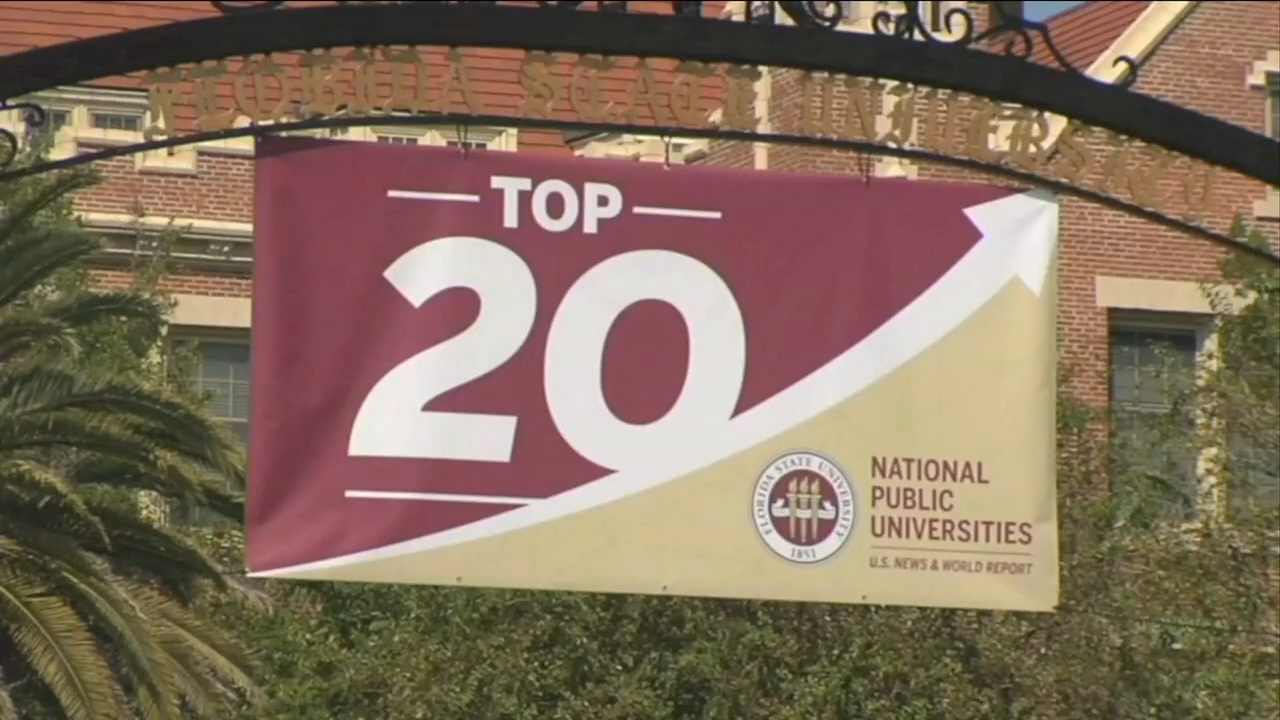 FLORIDA STATE UNIVERSITY
TOP
20
FLORIDA STATE UNIVERSITY
1851
NATIONAL
PUBLIC
UNIVERSITIES
U.S. NEWS & WORLD REPORT